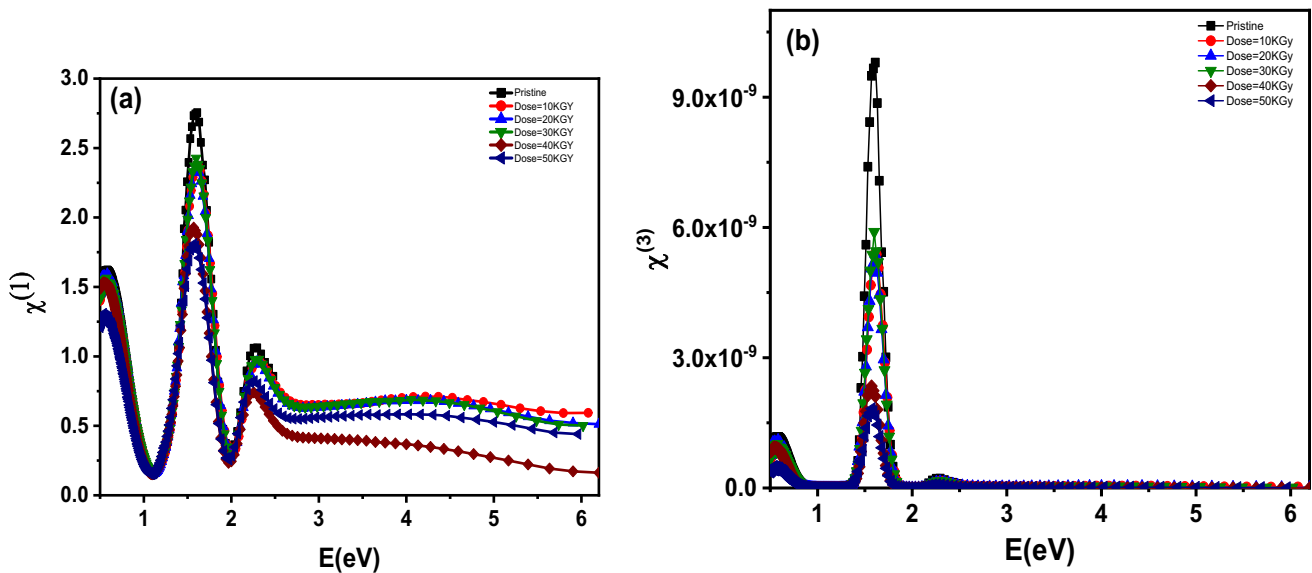 (a)
Pristine
Dose=10KGY
Dose=20KGY
Dose=30KGY
Dose=40KGY
Dose=50KGY
3.0
2.5
2.0
1.5
1.0
0.5
0.0
χ(1)
1 2 3 4 5 6
E(eV)
(b)
Pristine
Dose=10KGy
Dose=20KGy
Dose=30KGy
Dose=40KGy
Dose=50KGy
9.0x10⁻⁹
6.0x10⁻⁹
3.0x10⁻⁹
0.0
χ(3)
1 2 3 4 5 6
E(eV)